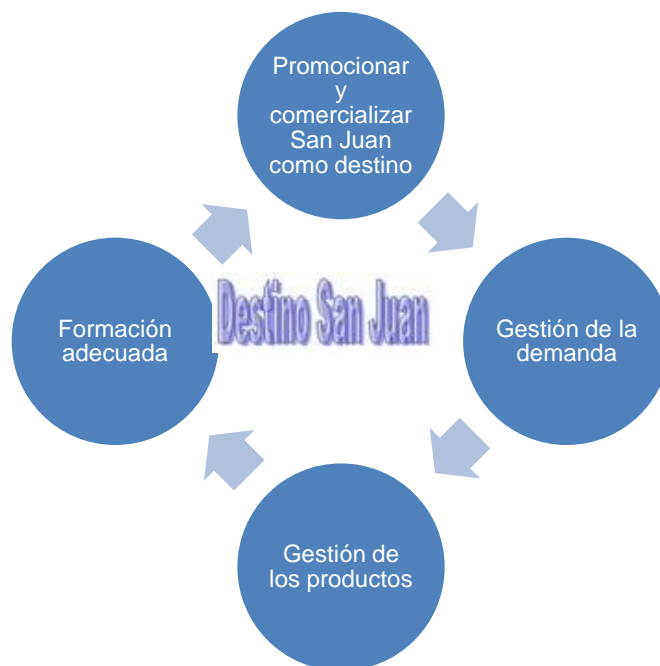 Promocionar
y
comercializar
San Juan
como destino
Destino San Juan
Formación
adecuada
Gestión de la
demanda
Gestión de
los productos